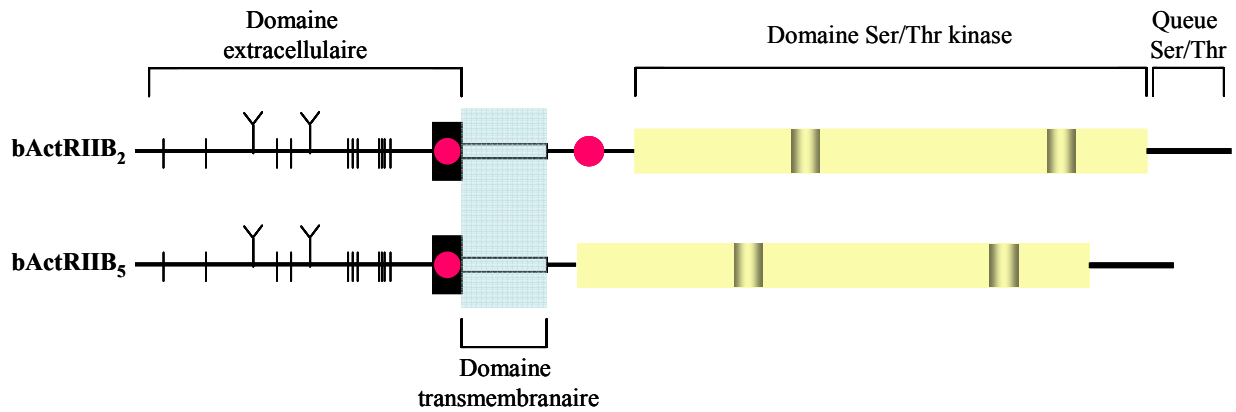 Domaine
extracellulaire
Domaine Ser/Thr kinase
Queue
Ser/Thr
bActRIIB2
bActRIIB5
Domaine
transmembranaire